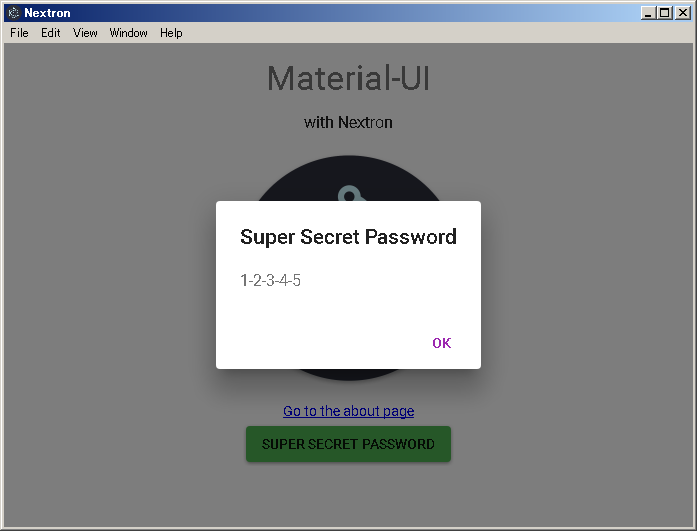 Nextron
File Edit View Window Help
Material-UI
with Nextron
Super Secret Password
1-2-3-4-5
OK
Go to the about page
SUPER SECRET PASSWORD